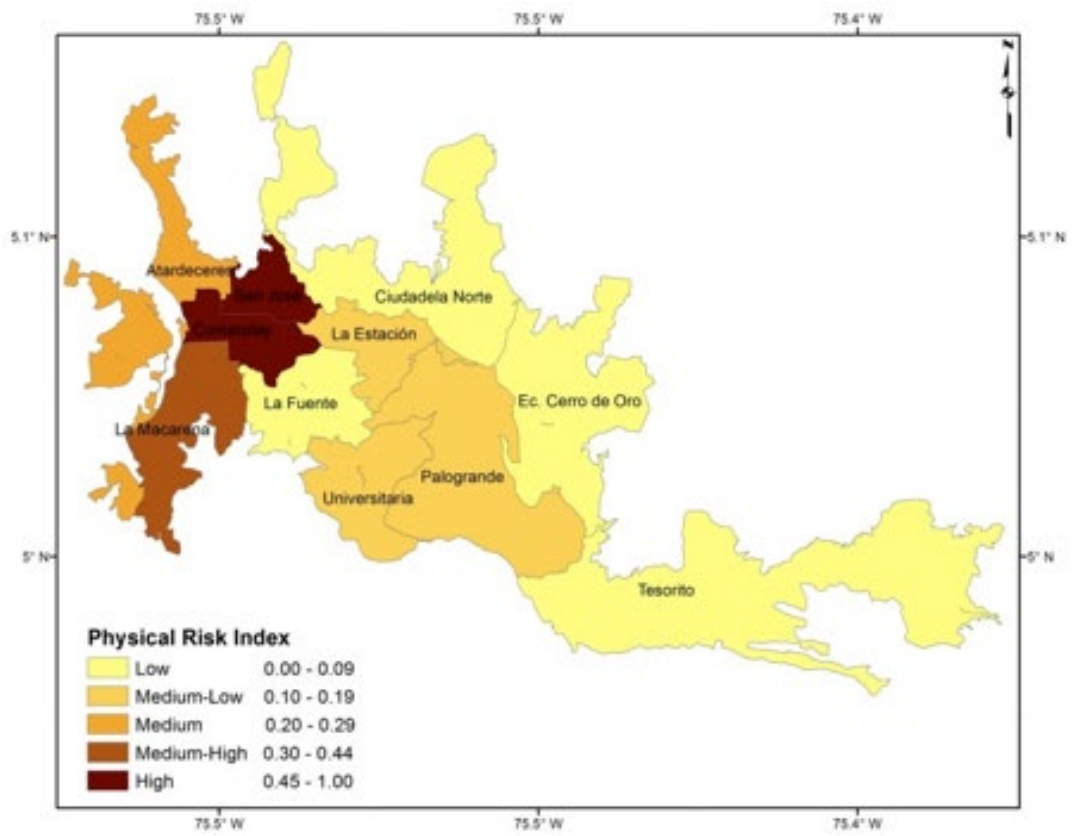 75.5° W 75.5° W 75.4° W
N
5.1° N 5.1° N
Atardeceres
San José
Ciudadela Norte
Cumanday
La Estación
La Fuente
Ec. Cerro de Oro
La Macarena
Palogrande
Universitaria
5° N 5° N
Tesorito
Physical Risk Index
Low 0.00 - 0.09
Medium-Low 0.10 - 0.19
Medium 0.20 - 0.29
Medium-High 0.30 - 0.44
High 0.45 - 1.00
75.5° W 75.5° W 75.4° W